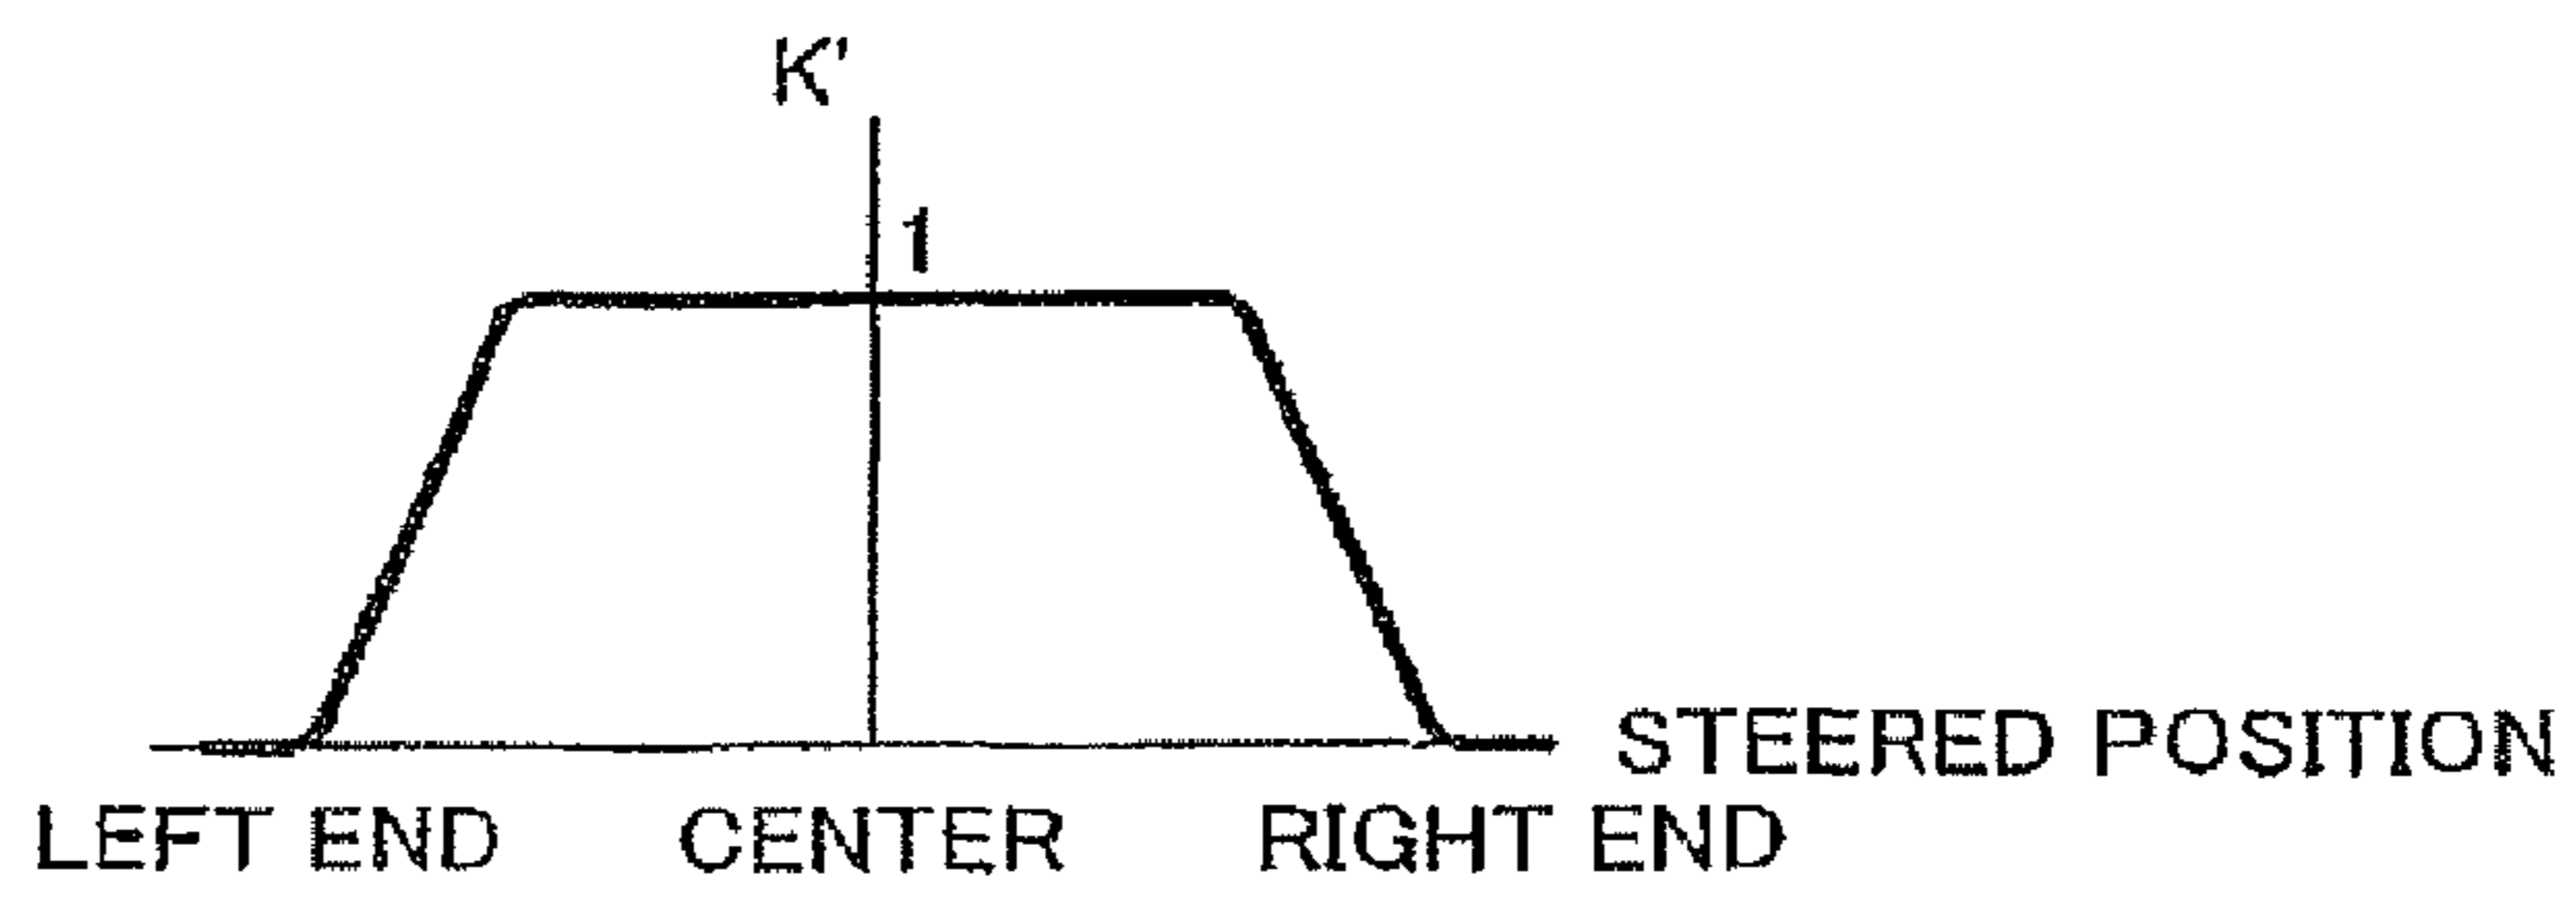 K'
1
STEERED POSITION
LEFT END
CENTER
RIGHT END